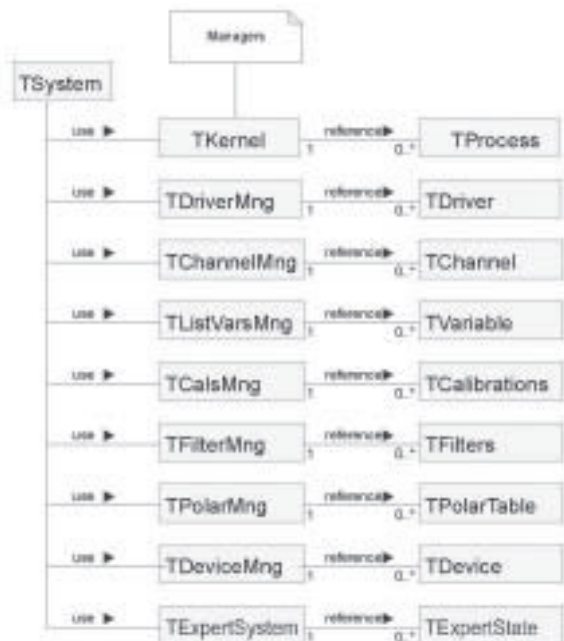 Managers
TSystem
use ▶ TKernel 1 reference▶ 0..* TProcess
use ▶ TDriverMng 1 reference▶ 0..* TDriver
use ▶ TChannelMng 1 reference▶ 0..* TChannel
use ▶ TListVarsMng 1 reference▶ 0..* TVariable
use ▶ TCalsMng 1 reference▶ 0..* TCalibrations
use ▶ TFilterMng 1 reference▶ 0..* TFilters
use ▶ TPolarMng 1 reference▶ 0..* TPolarTable
use ▶ TDeviceMng 1 reference▶ 0..* TDevice
use ▶ TExpertSystem 1 reference▶ 0..* TExpertState